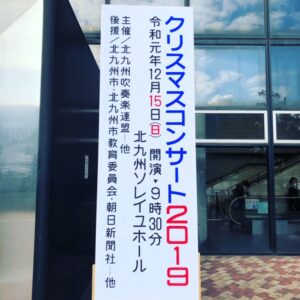 クリスマスコンサート2019
令和元年12月15日(日) 開演・9時30分
北九州ソレイユホール
主催/北九州吹奏楽連盟…他
後援/北九州市・北九州市教育委員会 朝日新聞社…他